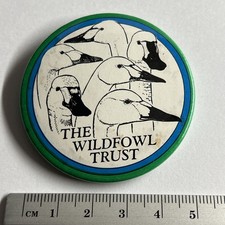 THE
WILDFOWL
TRUST
CM 1 2 3 4 5